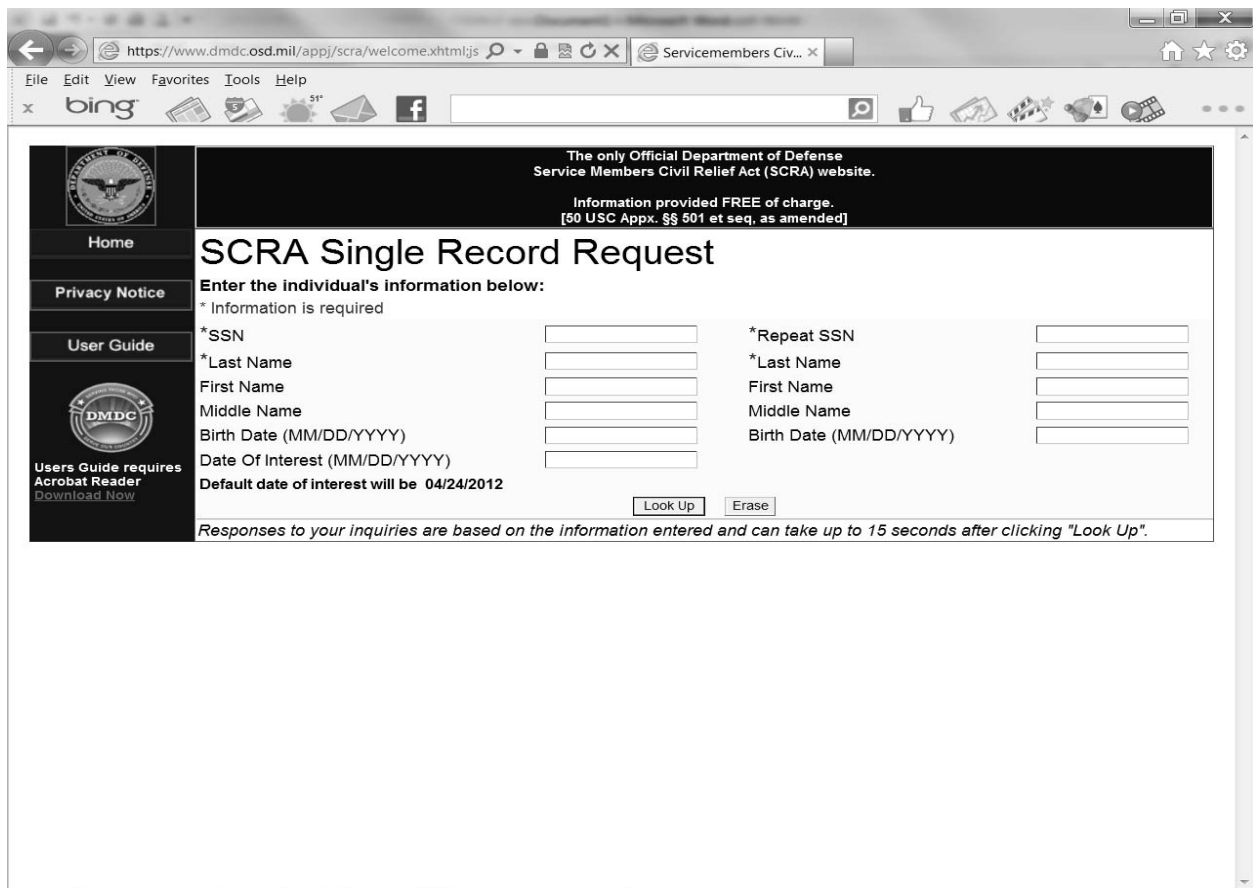 https://www.dmdc.osd.mil/appj/scra/welcome.xhtml;js
Servicemembers Civ...
File Edit View Favorites Tools Help
x bing 51°
The only Official Department of Defense
Service Members Civil Relief Act (SCRA) website.
Information provided FREE of charge.
[50 USC Appx. §§ 501 et seq, as amended]
Home
Privacy Notice
User Guide
DMDC
Users Guide requires
Acrobat Reader
Download Now
SCRA Single Record Request
Enter the individual's information below:
* Information is required
*SSN *Repeat SSN
*Last Name *Last Name
First Name First Name
Middle Name Middle Name
Birth Date (MM/DD/YYYY) Birth Date (MM/DD/YYYY)
Date Of Interest (MM/DD/YYYY)
Default date of interest will be 04/24/2012
Look Up Erase
Responses to your inquiries are based on the information entered and can take up to 15 seconds after clicking "Look Up".